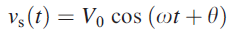 vₛ(t) = V₀ cos (ωt + θ)